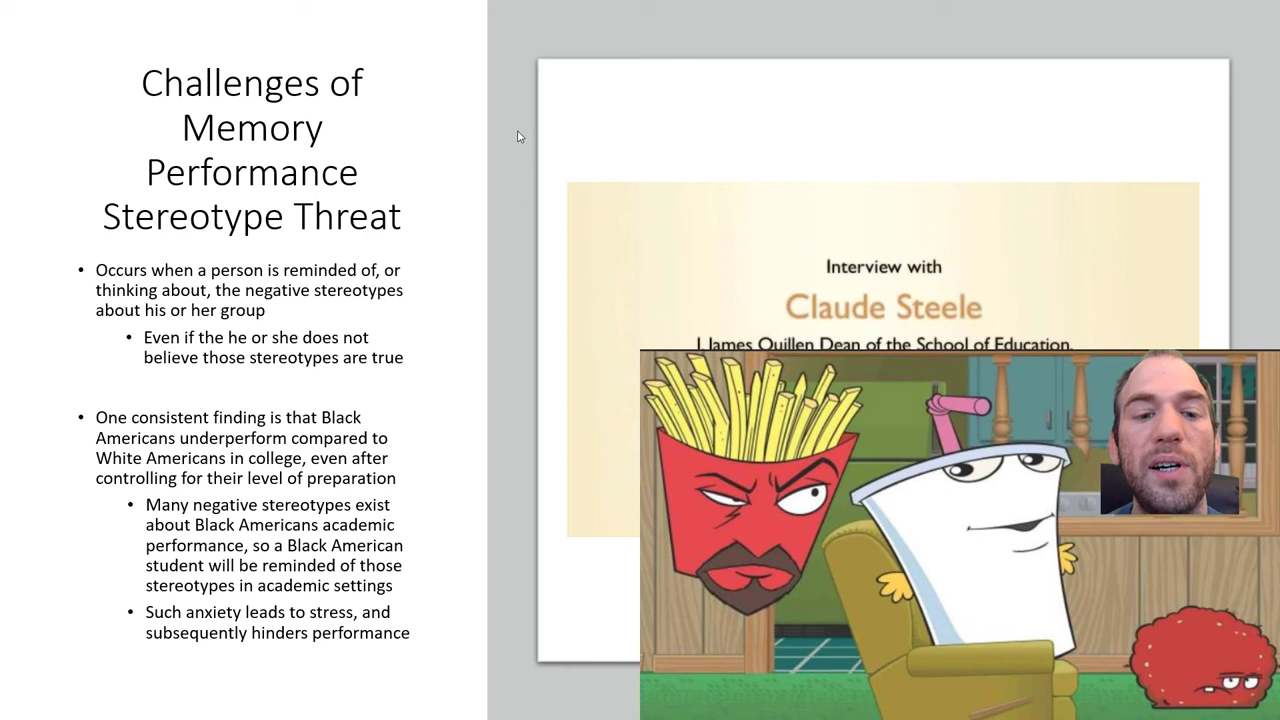 Challenges of
Memory
Performance
Stereotype Threat
• Occurs when a person is reminded of, or
thinking about, the negative stereotypes
about his or her group
• Even if the he or she does not
believe those stereotypes are true
• One consistent finding is that Black
Americans underperform compared to
White Americans in college, even after
controlling for their level of preparation
• Many negative stereotypes exist
about Black Americans academic
performance, so a Black American
student will be reminded of those
stereotypes in academic settings
• Such anxiety leads to stress, and
subsequently hinders performance
Interview with
Claude Steele
I. James Quillen Dean of the School of Education,